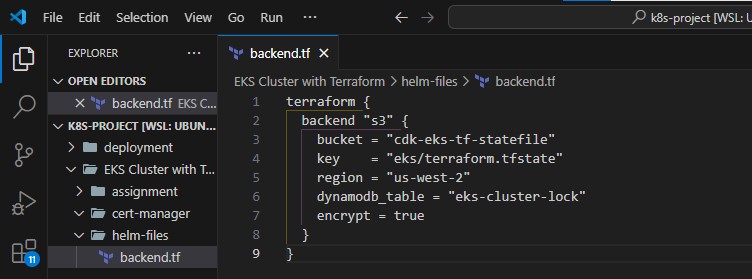 File Edit Selection View Go Run ··· k8s-project [WSL: UBU
EXPLORER ···
OPEN EDITORS
backend.tf EKS C...
K8S-PROJECT [WSL: UBUN...
deployment
EKS Cluster with T...
assignment
cert-manager
helm-files
backend.tf
11
backend.tf
EKS Cluster with Terraform > helm-files > backend.tf
1 terraform {
2 backend "s3" {
3 bucket = "cdk-eks-tf-statefile"
4 key    = "eks/terraform.tfstate"
5 region = "us-west-2"
6 dynamodb_table = "eks-cluster-lock"
7 encrypt = true
8 }
9 }